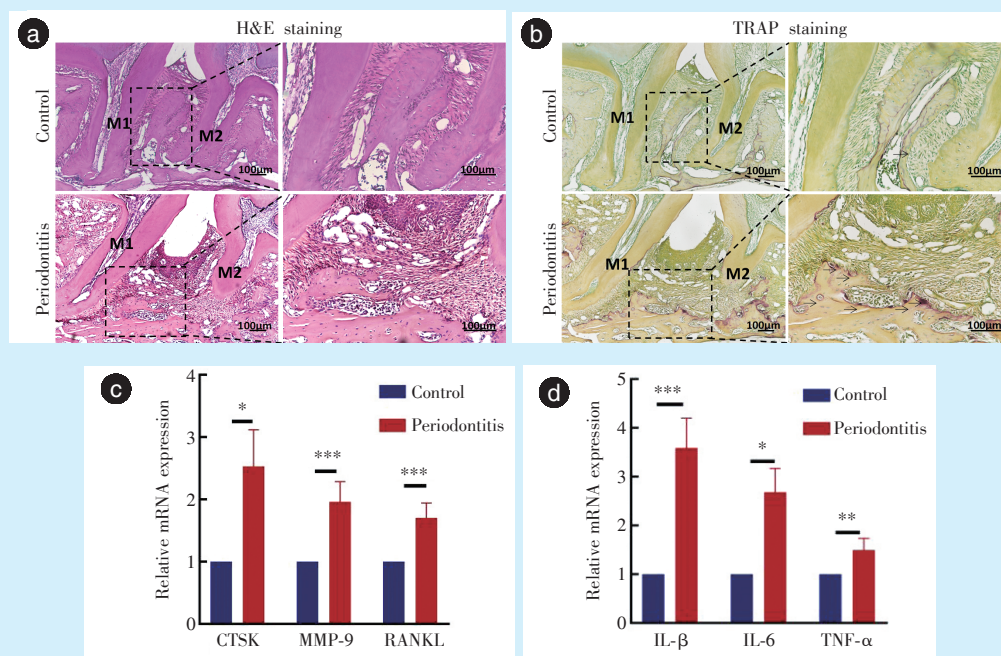 a
H&E staining
Control
M1
M2
100μm
100μm
Periodontitis
M1
M2
100μm
100μm
b
TRAP staining
Control
M1
M2
100μm
100μm
Periodontitis
M1
M2
100μm
100μm
c
Relative mRNA expression
4
3
2
1
0
Control
Periodontitis
*
***
***
CTSK MMP-9 RANKL
d
Relative mRNA expression
5
4
3
2
1
0
Control
Periodontitis
***
*
**
IL-β IL-6 TNF-α